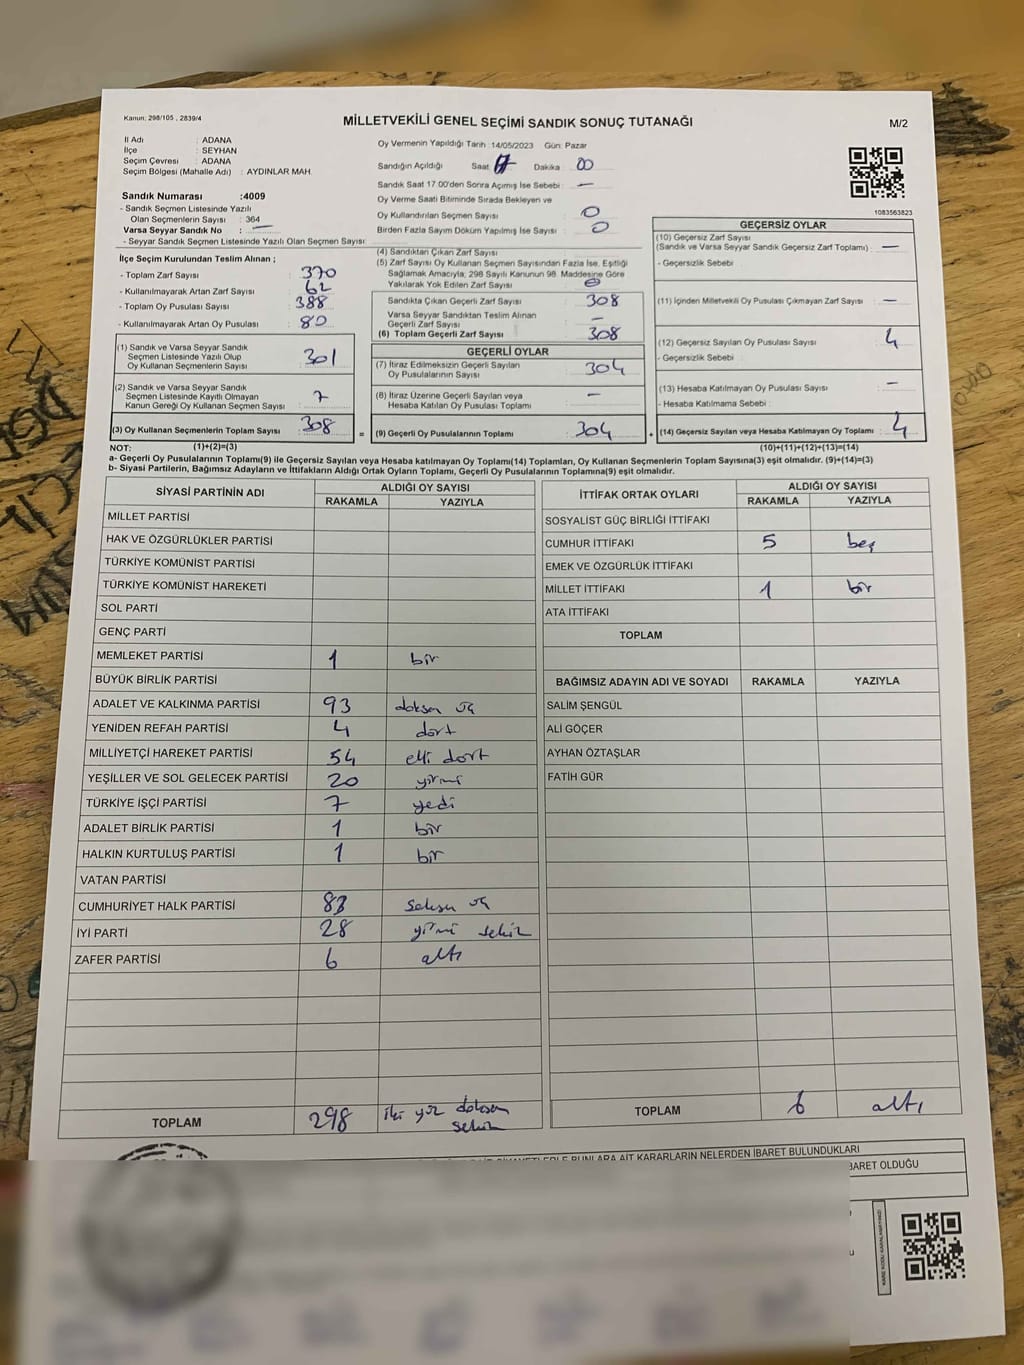 Kanun: 298/105 , 2839/4
MİLLETVEKİLİ GENEL SEÇİMİ SANDIK SONUÇ TUTANAĞI
M/2
İl Adı : ADANA
İlçe : SEYHAN
Seçim Çevresi : ADANA
Seçim Bölgesi (Mahalle Adı) : AYDINLAR MAH.
Sandık Numarası :4009
- Sandık Seçmen Listesinde Yazılı
Olan Seçmenlerin Sayısı : 364
Varsa Seyyar Sandık No : —
- Seyyar Sandık Seçmen Listesinde Yazılı Olan Seçmen Sayısı
Oy Vermenin Yapıldığı Tarih :14/05/2023 Gün: Pazar
Sandığın Açıldığı Saat 17 Dakika : 00
Sandık Saat 17.00'den Sonra Açımış İse Sebebi : —
Oy Verme Saati Bitiminde Sırada Bekleyen ve
Oy Kullandırılan Seçmen Sayısı : 0
Birden Fazla Sayım Döküm Yapılmış İse Sayısı : 0
1083563823
İlçe Seçim Kurulundan Teslim Alınan ;
- Toplam Zarf Sayısı : 370
- Kullanılmayarak Artan Zarf Sayısı : 62
- Toplam Oy Pusulası Sayısı : 388
- Kullanılmayarak Artan Oy Pusulası : 80
(1) Sandık ve Varsa Seyyar Sandık
Seçmen Listesinde Yazılı Olup
Oy Kullanan Seçmen Sayısı : 301
(2) Sandık ve Varsa Seyyar Sandık
Seçmen Listesinde Kayıtlı Olmayan
Kanun Gereği Oy Kullanan Seçmen Sayısı : 7
(3) Oy Kullanan Seçmenlerin Toplam Sayısı : 308
(4) Sandıktan Çıkan Zarf Sayısı :
(5) Zarf Sayısı Oy Kullanan Seçmen Sayısından Fazla İse, Eşitliği
Sağlamak Amacıyla; 298 Sayılı Kanunun 98. Maddesine Göre
Yakılarak Yok Edilen Zarf Sayısı : 0
Sandıkta Çıkan Geçerli Zarf Sayısı : 308
Varsa Seyyar Sandıktan Teslim Alınan
Geçerli Zarf Sayısı : —
(6) Toplam Geçerli Zarf Sayısı : 308
GEÇERLİ OYLAR
(7) İtiraz Edilmeksizin Geçerli Sayılan
Oy Pusulalarının Sayısı : 304
(8) İtiraz Üzerine Geçerli Sayılan veya
Hesaba Katılan Oy Pusulası Toplamı : —
= (9) Geçerli Oy Pusulalarının Toplamı : 304
GEÇERSİZ OYLAR
(10) Geçersiz Zarf Sayısı
(Sandık ve Varsa Seyyar Sandık Geçersiz Zarf Toplamı) : —
- Geçersizlik Sebebi :
(11) İçinden Milletvekili Oy Pusulası Çıkmayan Zarf Sayısı : —
(12) Geçersiz Sayılan Oy Pusulası Sayısı : 4
- Geçersizlik Sebebi :
(13) Hesaba Katılmayan Oy Pusulası Sayısı : —
- Hesaba Katılmama Sebebi :
+ (14) Geçersiz Sayılan veya Hesaba Katılmayan Oy Toplamı : 4
NOT: (1)+(2)=(3)
(10)+(11)+(12)+(13)=(14)
a- Geçerli Oy Pusulalarının Toplamı(9) ile Geçersiz Sayılan veya Hesaba katılmayan Oy Toplamı(14) Toplamları, Oy Kullanan Seçmenlerin Toplam Sayısına(3) eşit olmalıdır. (9)+(14)=(3)
b- Siyasi Partilerin, Bağımsız Adayların ve İttifakların Aldığı Ortak Oyların Toplamı, Geçerli Oy Pusulalarının Toplamına(9) eşit olmalıdır.
SİYASİ PARTİNİN ADI ALDIĞI OY SAYISI
RAKAMLA YAZIYLA
MİLLET PARTİSİ
HAK VE ÖZGÜRLÜKLER PARTİSİ
TÜRKİYE KOMÜNİST PARTİSİ
TÜRKİYE KOMÜNİST HAREKETİ
SOL PARTİ
GENÇ PARTİ
MEMLEKET PARTİSİ 1 bir
BÜYÜK BİRLİK PARTİSİ
ADALET VE KALKINMA PARTİSİ 93 doksan üç
YENİDEN REFAH PARTİSİ 4 dört
MİLLİYETÇİ HAREKET PARTİSİ 54 elli dört
YEŞİLLER VE SOL GELECEK PARTİSİ 20 yirmi
TÜRKİYE İŞÇİ PARTİSİ 7 yedi
ADALET BİRLİK PARTİSİ 1 bir
HALKIN KURTULUŞ PARTİSİ 1 bir
VATAN PARTİSİ
CUMHURİYET HALK PARTİSİ 83 seksen üç
İYİ PARTİ 28 yirmi sekiz
ZAFER PARTİSİ 6 altı
TOPLAM 298 iki yüz doksan
sekiz
İTTİFAK ORTAK OYLARI ALDIĞI OY SAYISI
RAKAMLA YAZIYLA
SOSYALİST GÜÇ BİRLİĞİ İTTİFAKI
CUMHUR İTTİFAKI 5 beş
EMEK VE ÖZGÜRLÜK İTTİFAKI
MİLLET İTTİFAKI 1 bir
ATA İTTİFAKI
TOPLAM
BAĞIMSIZ ADAYIN ADI VE SOYADI RAKAMLA YAZIYLA
SALİM ŞENGÜL
ALİ GÖÇER
AYHAN ÖZTAŞLAR
FATİH GÜR
TOPLAM 6 altı
BUNLARA AİT KARARLARIN NELERDEN İBARET BULUNDUKLARI
BARET OLDUĞU